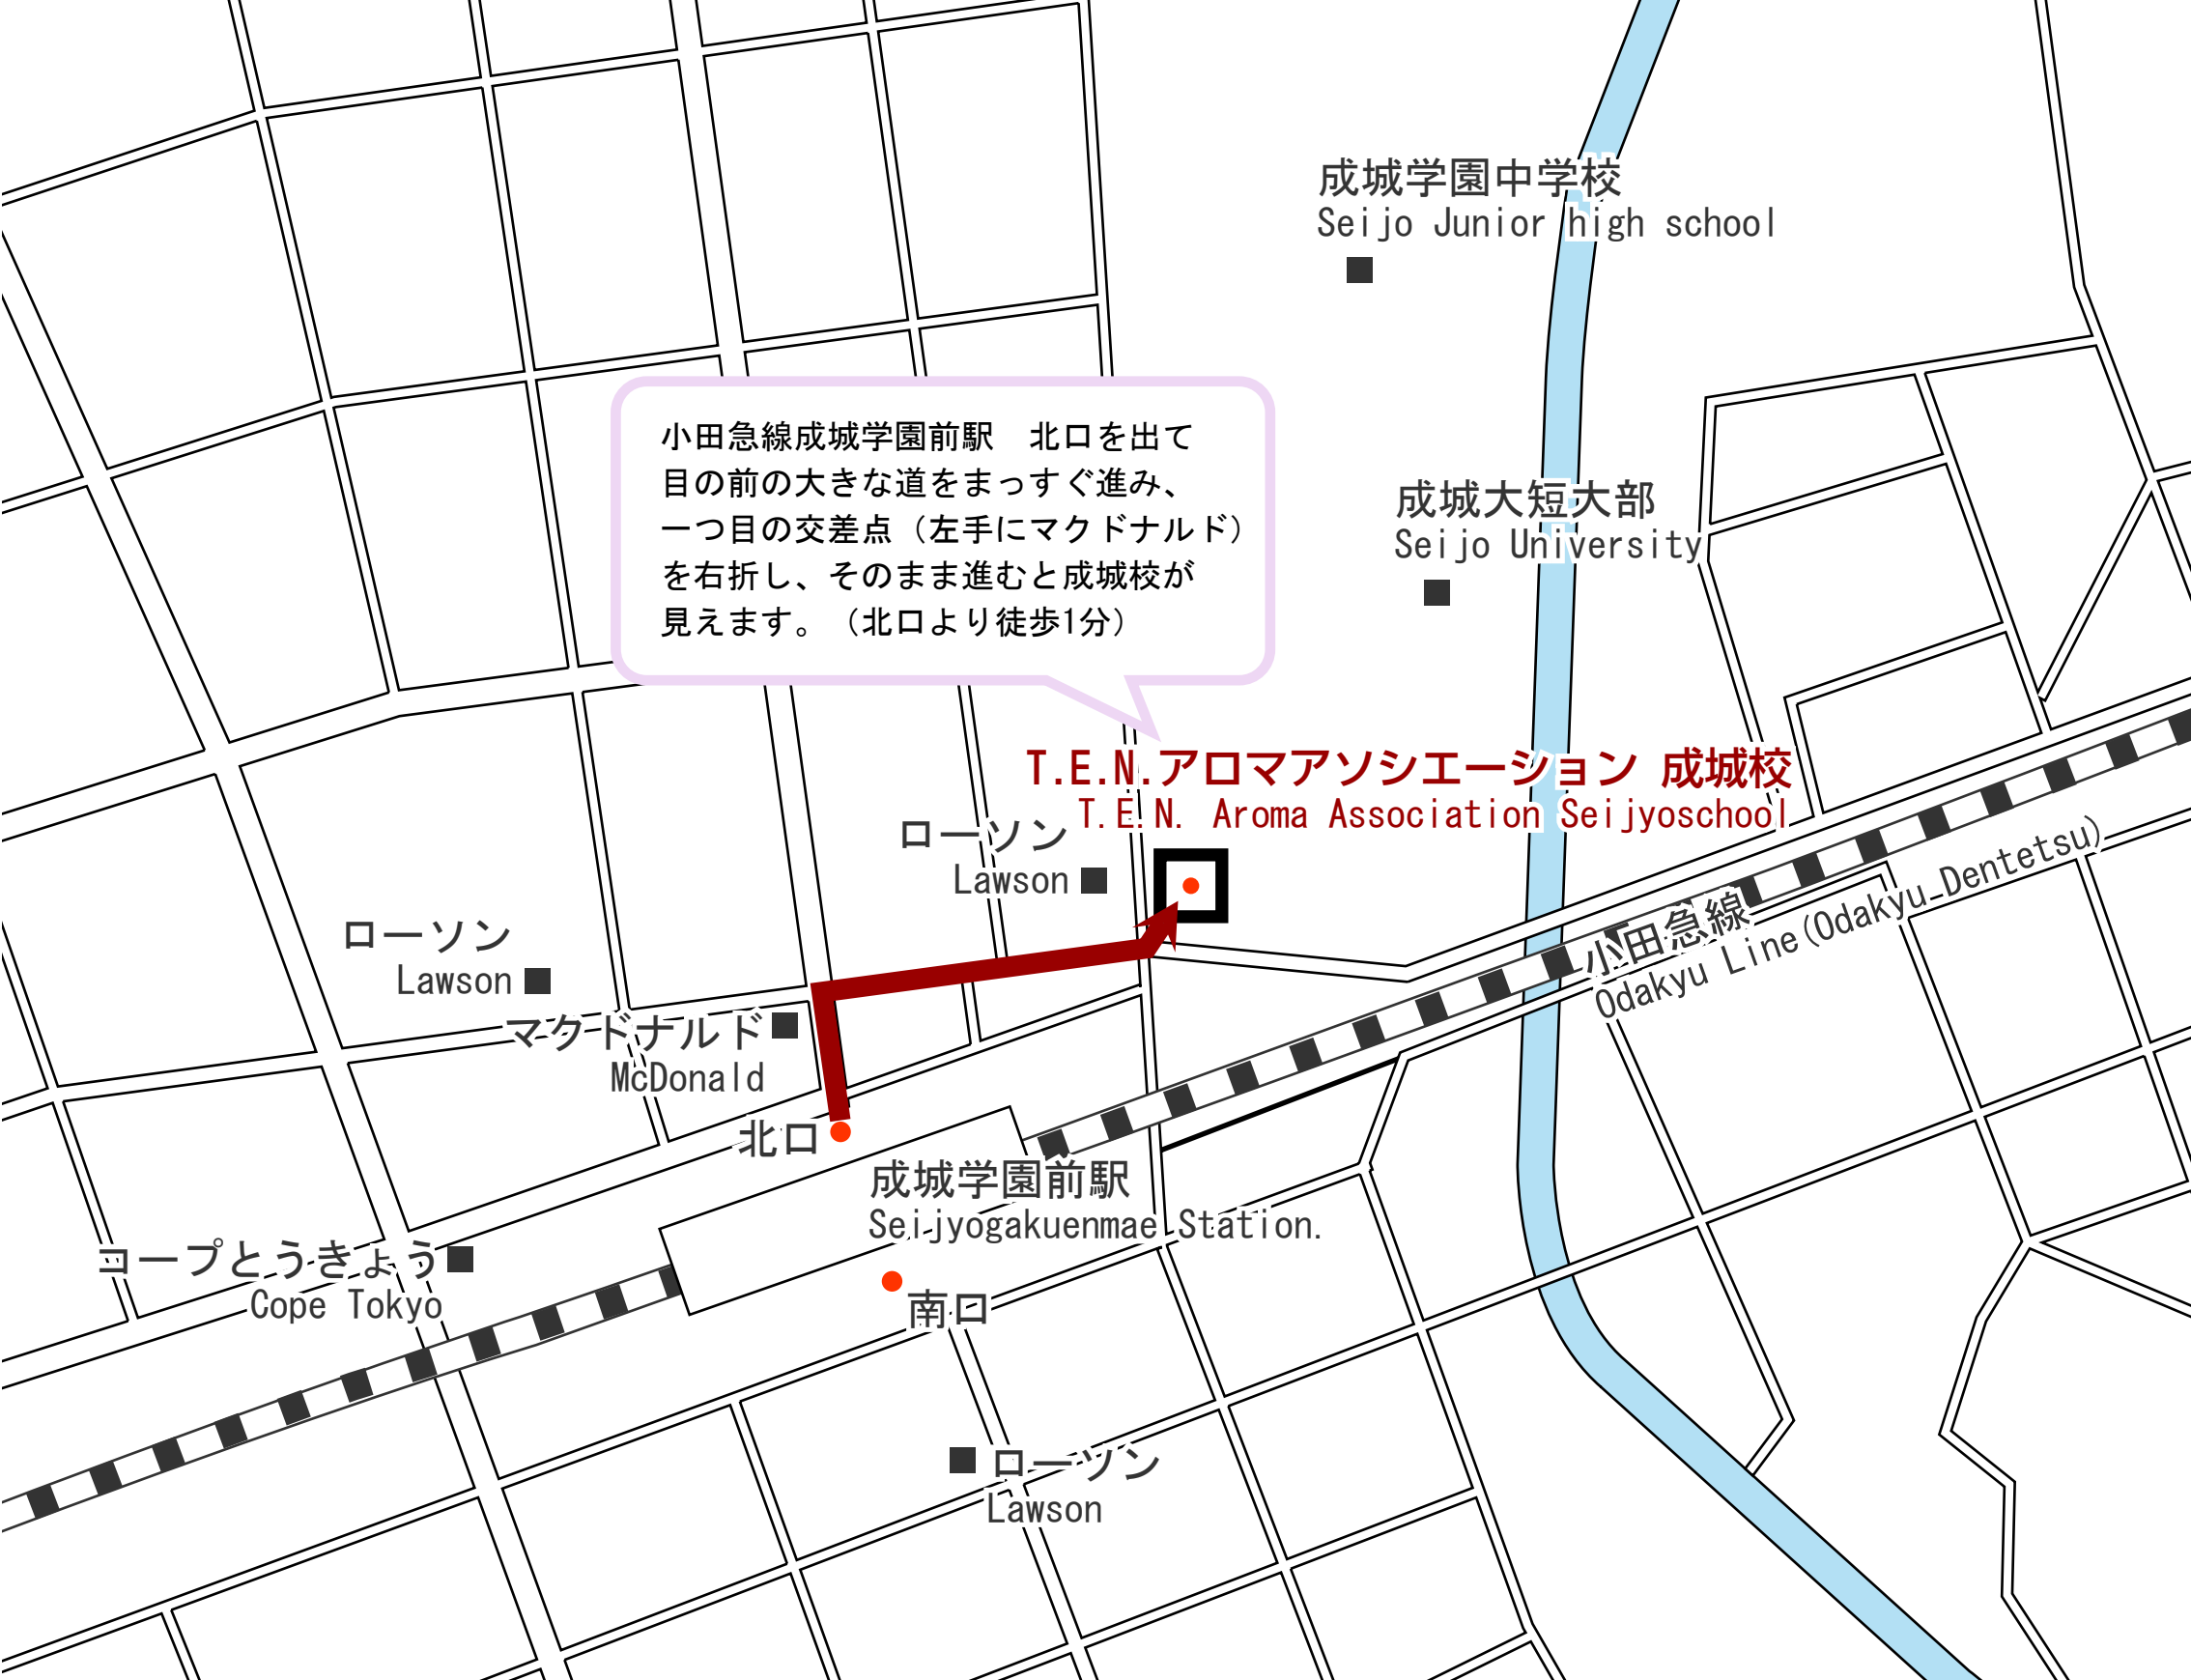 成城学園中学校
Seijo Junior high school
小田急線成城学園前駅　北口を出て
目の前の大きな道をまっすぐ進み、
一つ目の交差点（左手にマクドナルド）
を右折し、そのまま進むと成城校が
見えます。（北口より徒歩1分）
成城大短大部
Seijo University
T.E.N.アロマアソシエーション 成城校
T.E.N. Aroma Association Seijyoschool
ローソン
Lawson
ローソン
Lawson
小田急線
Odakyu Line(Odakyu-Dentetsu)
マクドナルド
McDonald
北口
成城学園前駅
Seijyogakuenmae Station.
コープとうきょう
Cope Tokyo
南口
ローソン
Lawson